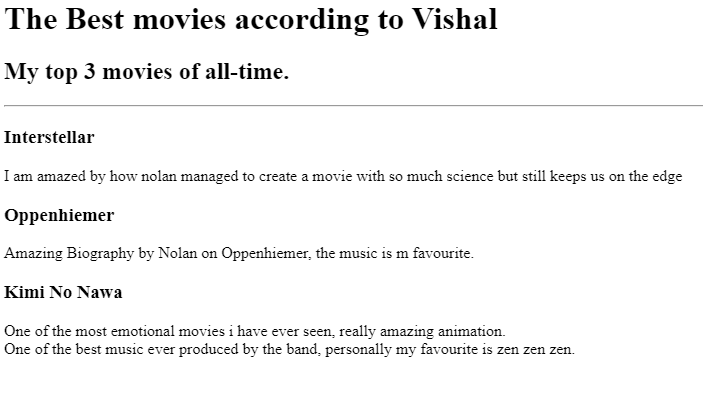 The Best movies according to Vishal
My top 3 movies of all-time.
Interstellar
I am amazed by how nolan managed to create a movie with so much science but still keeps us on the edge
Oppenhiemer
Amazing Biography by Nolan on Oppenhiemer, the music is m favourite.
Kimi No Nawa
One of the most emotional movies i have ever seen, really amazing animation.
One of the best music ever produced by the band, personally my favourite is zen zen zen.